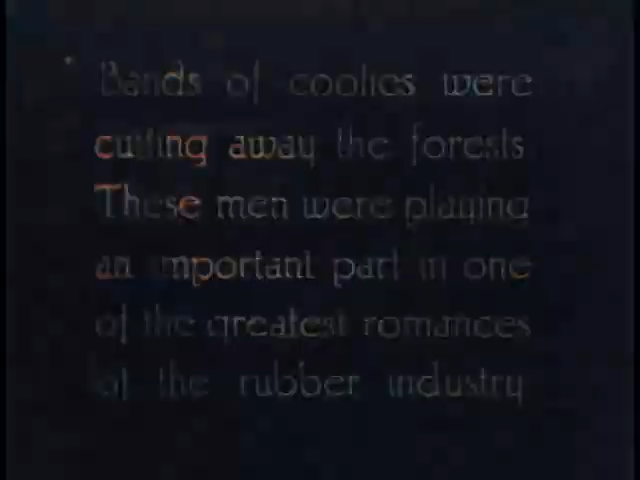 Bands of coolies were
cutting away the forests
These men were playing
an important part in one
of the greatest romances
of the rubber industry